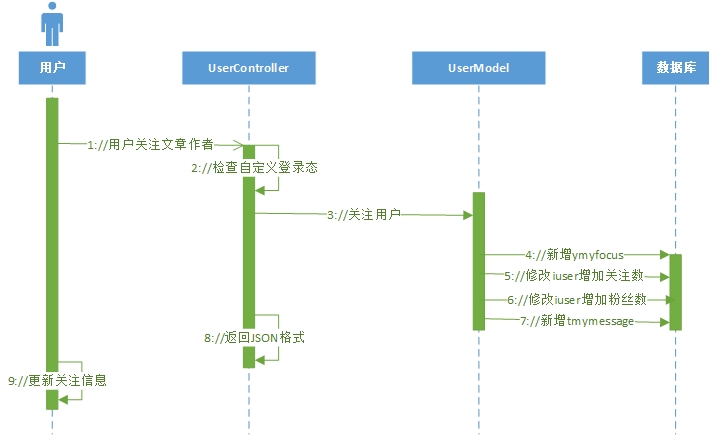 用户
UserController
UserModel
数据库
1://用户关注文章作者
2://检查自定义登录态
3://关注用户
4://新增ymyfocus
5://修改iuser增加关注数
6://修改iuser增加粉丝数
7://新增tmymessage
8://返回JSON格式
9://更新关注信息